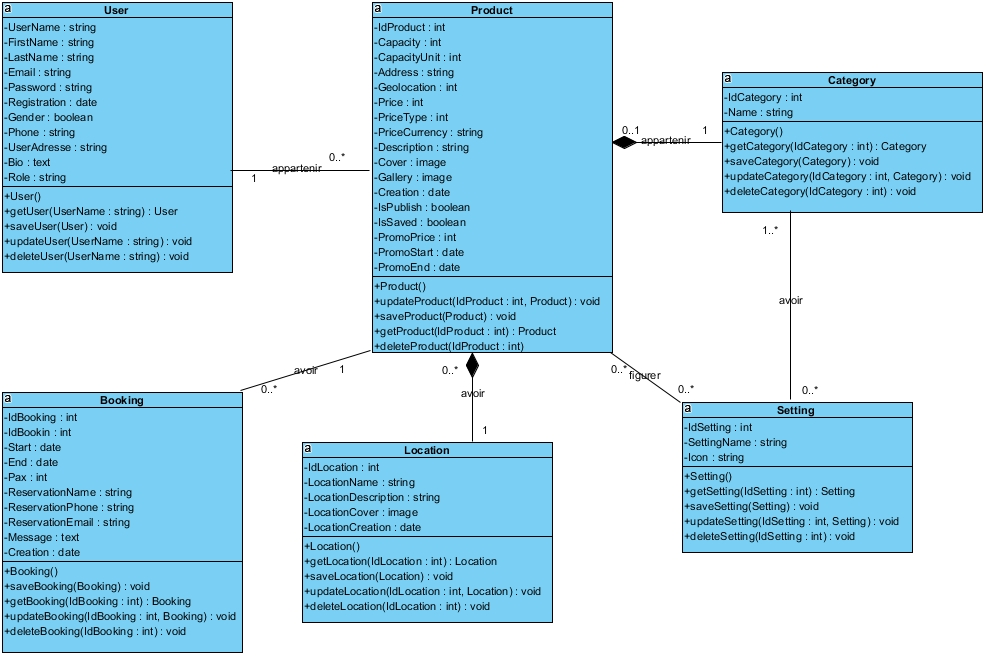 a
User
-UserName : string
-FirstName : string
-LastName : string
-Email : string
-Password : string
-Registration : date
-Gender : boolean
-Phone : string
-UserAdresse : string
-Bio : text
-Role : string
+User()
+getUser(UserName : string) : User
+saveUser(User) : void
+updateUser(UserName : string) : void
+deleteUser(UserName : string) : void
1
appartenir
0..*
a
Product
-IdProduct : int
-Capacity : int
-CapacityUnit : int
-Address : string
-Geolocation : int
-Price : int
-PriceType : int
-PriceCurrency : string
-Description : string
-Cover : image
-Gallery : image
-Creation : date
-IsPublish : boolean
-IsSaved : boolean
-PromoPrice : int
-PromoStart : date
-PromoEnd : date
+Product()
+updateProduct(IdProduct : int, Product) : void
+saveProduct(Product) : void
+getProduct(IdProduct : int) : Product
+deleteProduct(IdProduct : int)
0..1
appartenir
1
a
Category
-IdCategory : int
-Name : string
+Category()
+getCategory(IdCategory : int) : Category
+saveCategory(Category) : void
+updateCategory(IdCategory : int, Category) : void
+deleteCategory(IdCategory : int) : void
1..*
avoir
0..*
avoir
1
0..*
0..*
avoir
1
0..*
figurer
0..*
a
Booking
-IdBooking : int
-IdBookin : int
-Start : date
-End : date
-Pax : int
-ReservationName : string
-ReservationPhone : string
-ReservationEmail : string
-Message : text
-Creation : date
+Booking()
+saveBooking(Booking) : void
+getBooking(IdBooking : int) : Booking
+updateBooking(IdBooking : int, Booking) : void
+deleteBooking(IdBooking : int) : void
a
Location
-IdLocation : int
-LocationName : string
-LocationDescription : string
-LocationCover : image
-LocationCreation : date
+Location()
+getLocation(IdLocation : int) : Location
+saveLocation(Location) : void
+updateLocation(IdLocation : int, Location) : void
+deleteLocation(IdLocation : int) : void
a
Setting
-IdSetting : int
-SettingName : string
-Icon : string
+Setting()
+getSetting(IdSetting : int) : Setting
+saveSetting(Setting) : void
+updateSetting(IdSetting : int, Setting) : void
+deleteSetting(IdSetting : int) : void